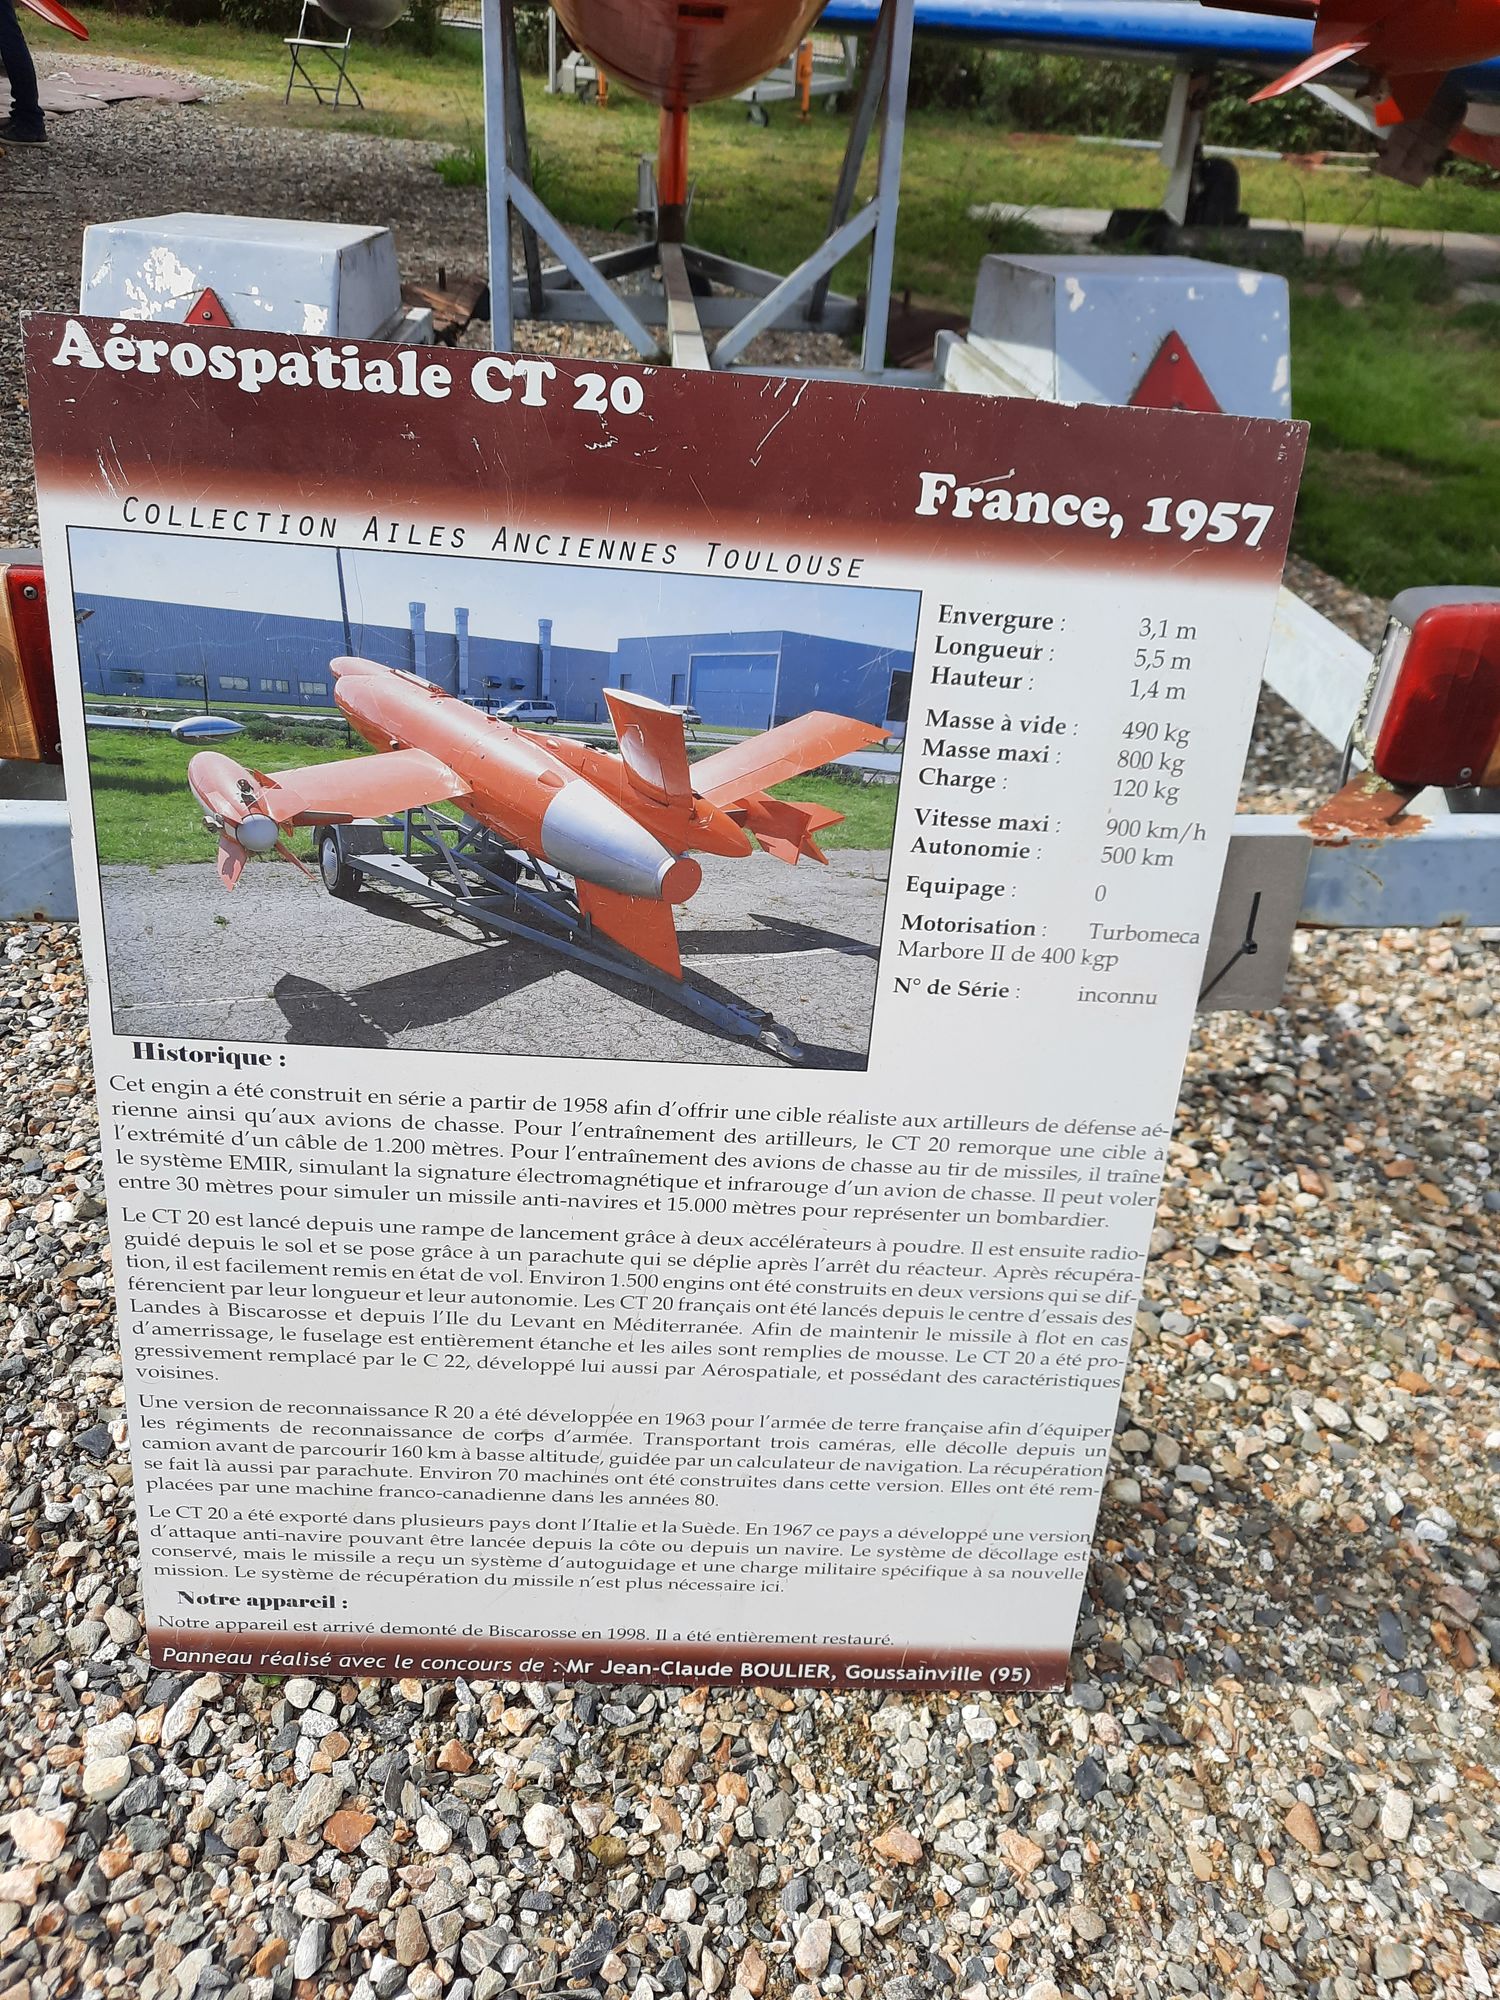 Aérospatiale CT 20
France, 1957
COLLECTION AILES ANCIENNES TOULOUSE
Envergure : 3,1 m
Longueur : 5,5 m
Hauteur : 1,4 m
Masse à vide : 490 kg
Masse maxi : 800 kg
Charge : 120 kg
Vitesse maxi : 900 km/h
Autonomie : 500 km
Equipage : 0
Motorisation : Turbomeca
Marbore II de 400 kgp
N° de Série : inconnu
Historique :
Cet engin a été construit en série a partir de 1958 afin d'offrir une cible réaliste aux artilleurs de défense aé-
rienne ainsi qu'aux avions de chasse. Pour l'entraînement des artilleurs, le CT 20 remorque une cible à
l'extrémité d'un câble de 1.200 mètres. Pour l'entraînement des avions de chasse au tir de missiles, il traîne
le système EMIR, simulant la signature électromagnétique et infrarouge d'un avion de chasse. Il peut voler
entre 30 mètres pour simuler un missile anti-navires et 15.000 mètres pour représenter un bombardier.
Le CT 20 est lancé depuis une rampe de lancement grâce à deux accélérateurs à poudre. Il est ensuite radio-
guidé depuis le sol et se pose grâce à un parachute qui se déplie après l'arrêt du réacteur. Après récupéra-
tion, il est facilement remis en état de vol. Environ 1.500 engins ont été construits en deux versions qui se dif-
férencient par leur longueur et leur autonomie. Les CT 20 français ont été lancés depuis le centre d'essais des
Landes à Biscarosse et depuis l'Ile du Levant en Méditerranée. Afin de maintenir le missile à flot en cas
d'amerrissage, le fuselage est entièrement étanche et les ailes sont remplies de mousse. Le CT 20 a été pro-
gressivement remplacé par le C 22, développé lui aussi par Aérospatiale, et possédant des caractéristiques
voisines.
Une version de reconnaissance R 20 a été développée en 1963 pour l'armée de terre française afin d'équiper
les régiments de reconnaissance de corps d'armée. Transportant trois caméras, elle décolle depuis un
camion avant de parcourir 160 km à basse altitude, guidée par un calculateur de navigation. La récupération
se fait là aussi par parachute. Environ 70 machines ont été construites dans cette version. Elles ont été rem-
placées par une machine franco-canadienne dans les années 80.
Le CT 20 a été exporté dans plusieurs pays dont l'Italie et la Suède. En 1967 ce pays a développé une version
d'attaque anti-navire pouvant être lancée depuis la côte ou depuis un navire. Le système de décollage est
conservé, mais le missile a reçu un système d'autoguidage et une charge militaire spécifique à sa nouvelle
mission. Le système de récupération du missile n'est plus nécessaire ici.
Notre appareil :
Notre appareil est arrivé demonté de Biscarosse en 1998. Il a été entièrement restauré.
Panneau réalisé avec le concours de : Mr Jean-Claude BOULIER, Goussainville (95)